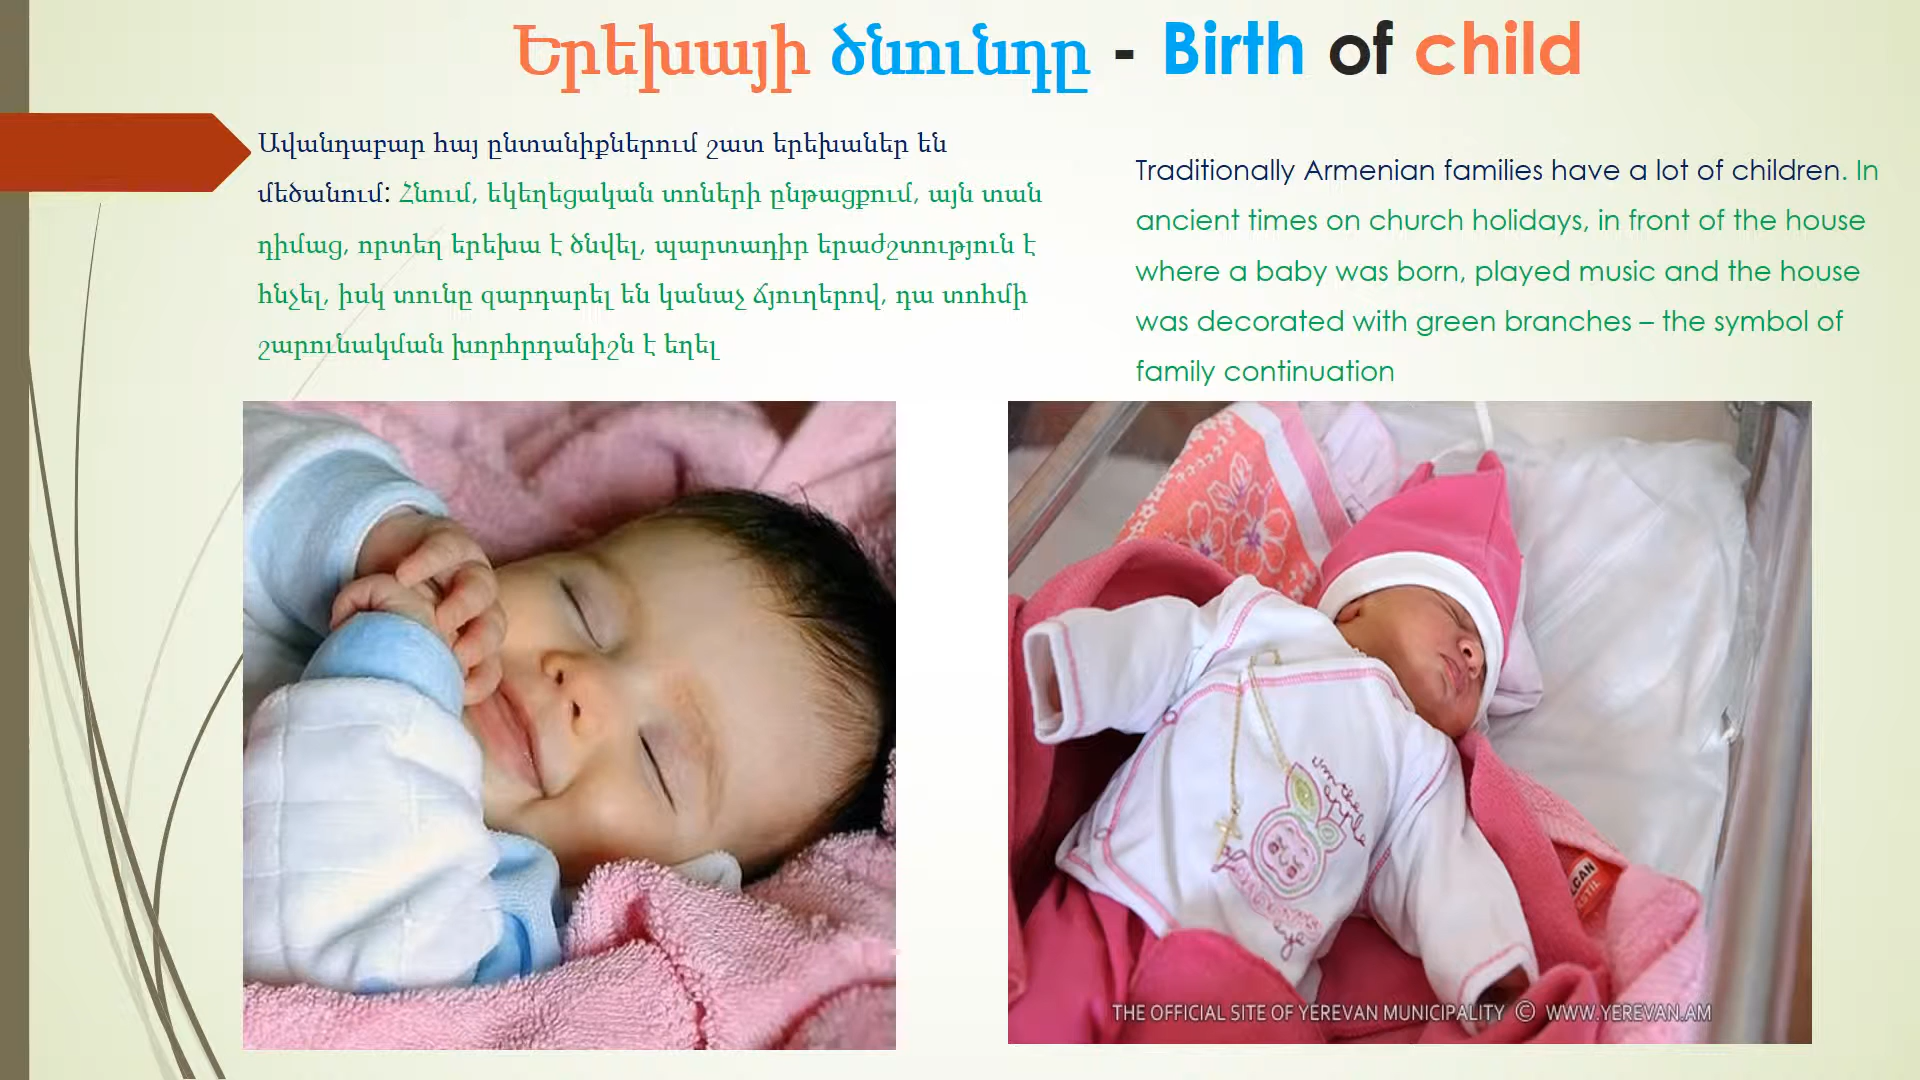 Երեխայի ծնունդը - Birth of child
Ավանդաբար հայ ընտանիքներում շատ երեխաներ են
մեծանում: Հնում, եկեղեցական տոների ընթացքում, այն տան
դիմաց, որտեղ երեխա է ծնվել, պարտադիր երաժշտություն է
հնչել, իսկ տունը զարդարել են կանաչ ճյուղերով, դա տոհմի
շարունակման խորհրդանիշն է եղել
Traditionally Armenian families have a lot of children. In
ancient times on church holidays, in front of the house
where a baby was born, played music and the house
was decorated with green branches – the symbol of
family continuation
THE OFFICIAL SITE OF YEREVAN MUNICIPALITY © WWW.YEREVAN.AM